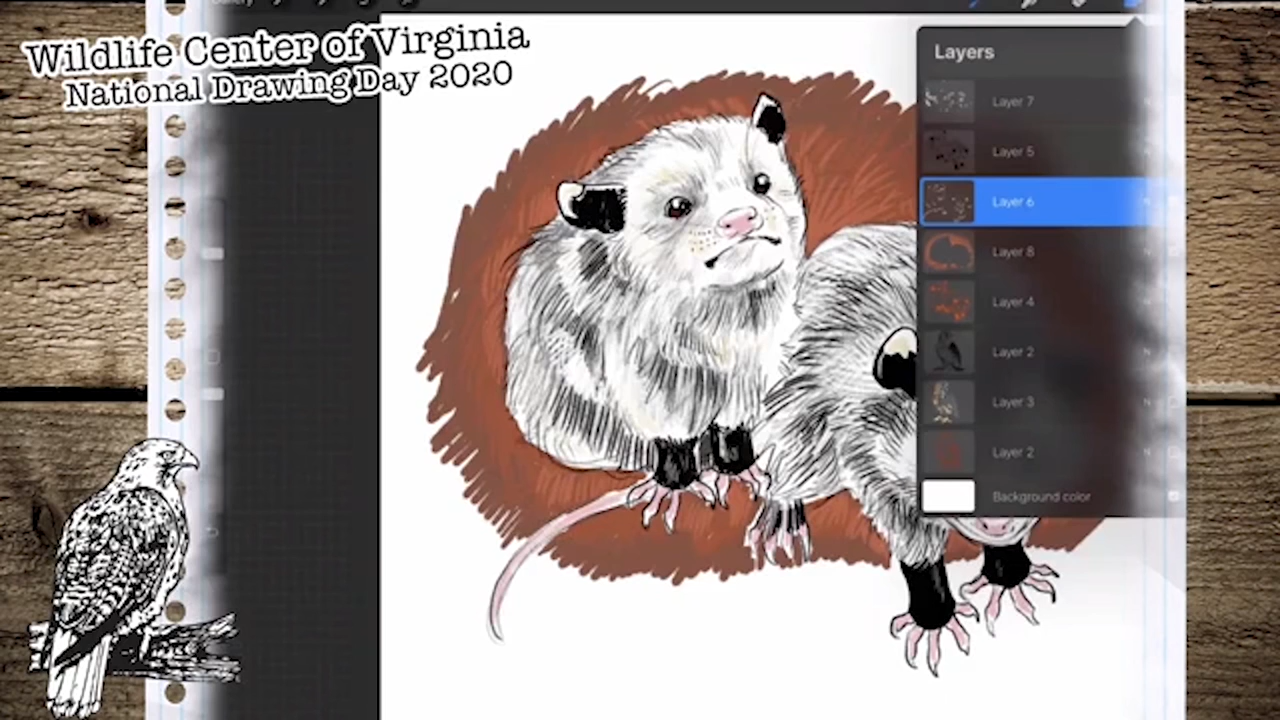 Wildlife Center of Virginia
National Drawing Day 2020
Layers
Layer 7
Layer 5
Layer 6
N
Layer 8
Layer 4
Layer 2
Layer 3
N
Layer 2
N
Background color